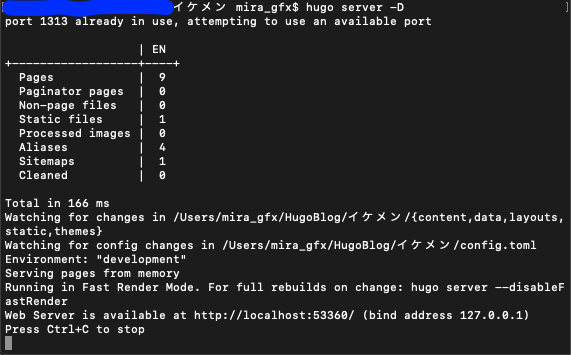 イケメン mira_gfx$ hugo server -D
port 1313 already in use, attempting to use an available port
| EN
+------------------+----+
Pages | 9
Paginator pages | 0
Non-page files | 0
Static files | 1
Processed images | 0
Aliases | 4
Sitemaps | 1
Cleaned | 0
Total in 166 ms
Watching for changes in /Users/mira_gfx/HugoBlog/イケメン/{content,data,layouts,
static,themes}
Watching for config changes in /Users/mira_gfx/HugoBlog/イケメン/config.toml
Environment: "development"
Serving pages from memory
Running in Fast Render Mode. For full rebuilds on change: hugo server --disableF
astRender
Web Server is available at http://localhost:53360/ (bind address 127.0.0.1)
Press Ctrl+C to stop